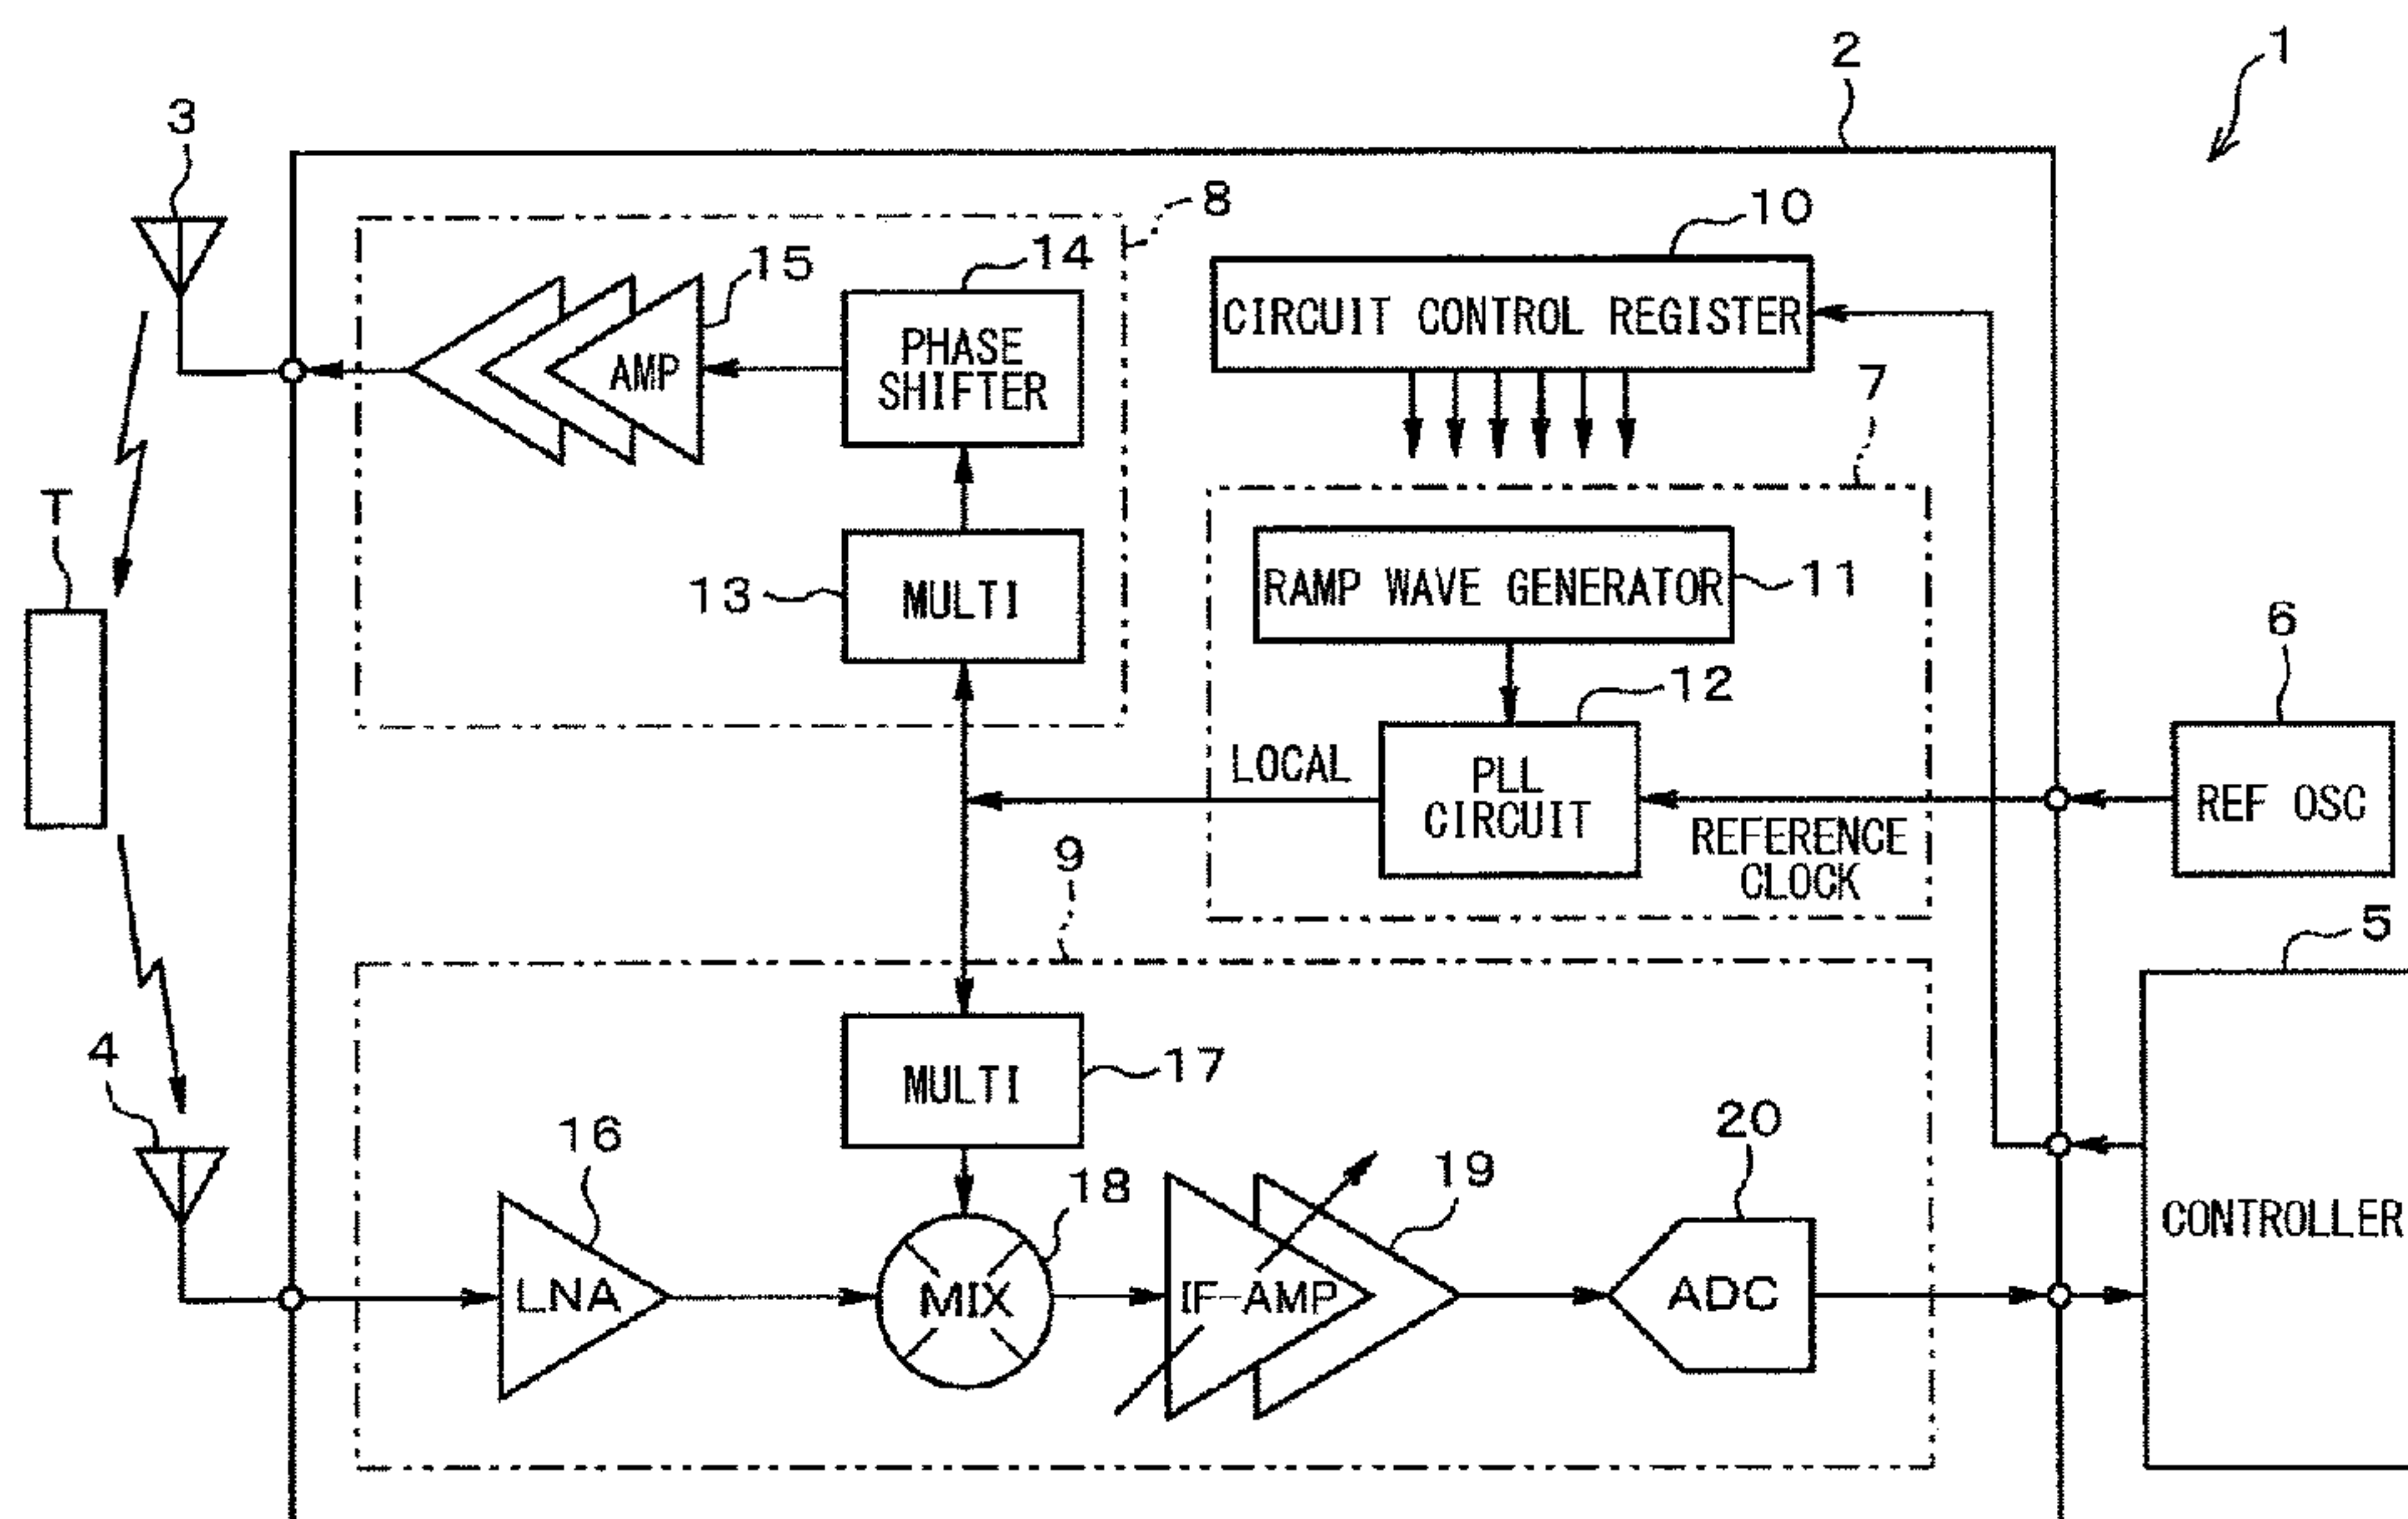 1
2
3
8
10
14
15
CIRCUIT CONTROL REGISTER
PHASE
SHIFTER
AMP
7
T
13
MULTI
RAMP WAVE GENERATOR
11
6
12
LOCAL
PLL
CIRCUIT
REF OSC
REFERENCE
CLOCK
9
5
4
MULTI
17
16
18
19
20
CONTROLLER
LNA
MIX
IF-AMP
ADC